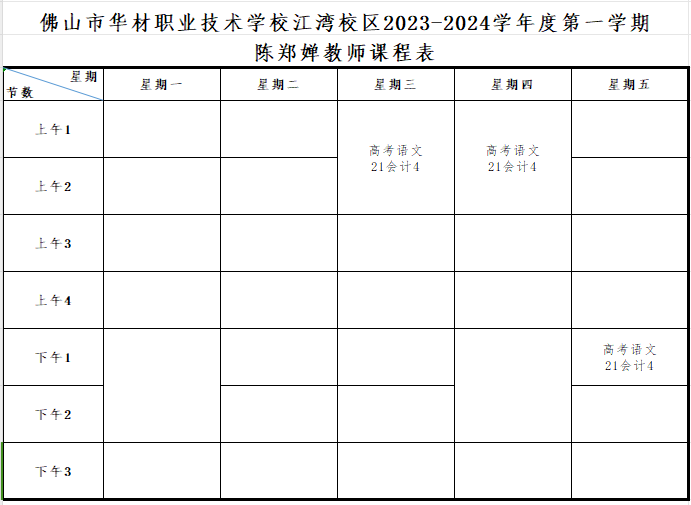 佛山市华材职业技术学校江湾校区2023-2024学年度第一学期
陈郑婵教师课程表
星期
节数
星期一 星期二 星期三 星期四 星期五
上午1
高考语文 高考语文
21会计4 21会计4
上午2
上午3
上午4
下午1
高考语文
21会计4
下午2
下午3